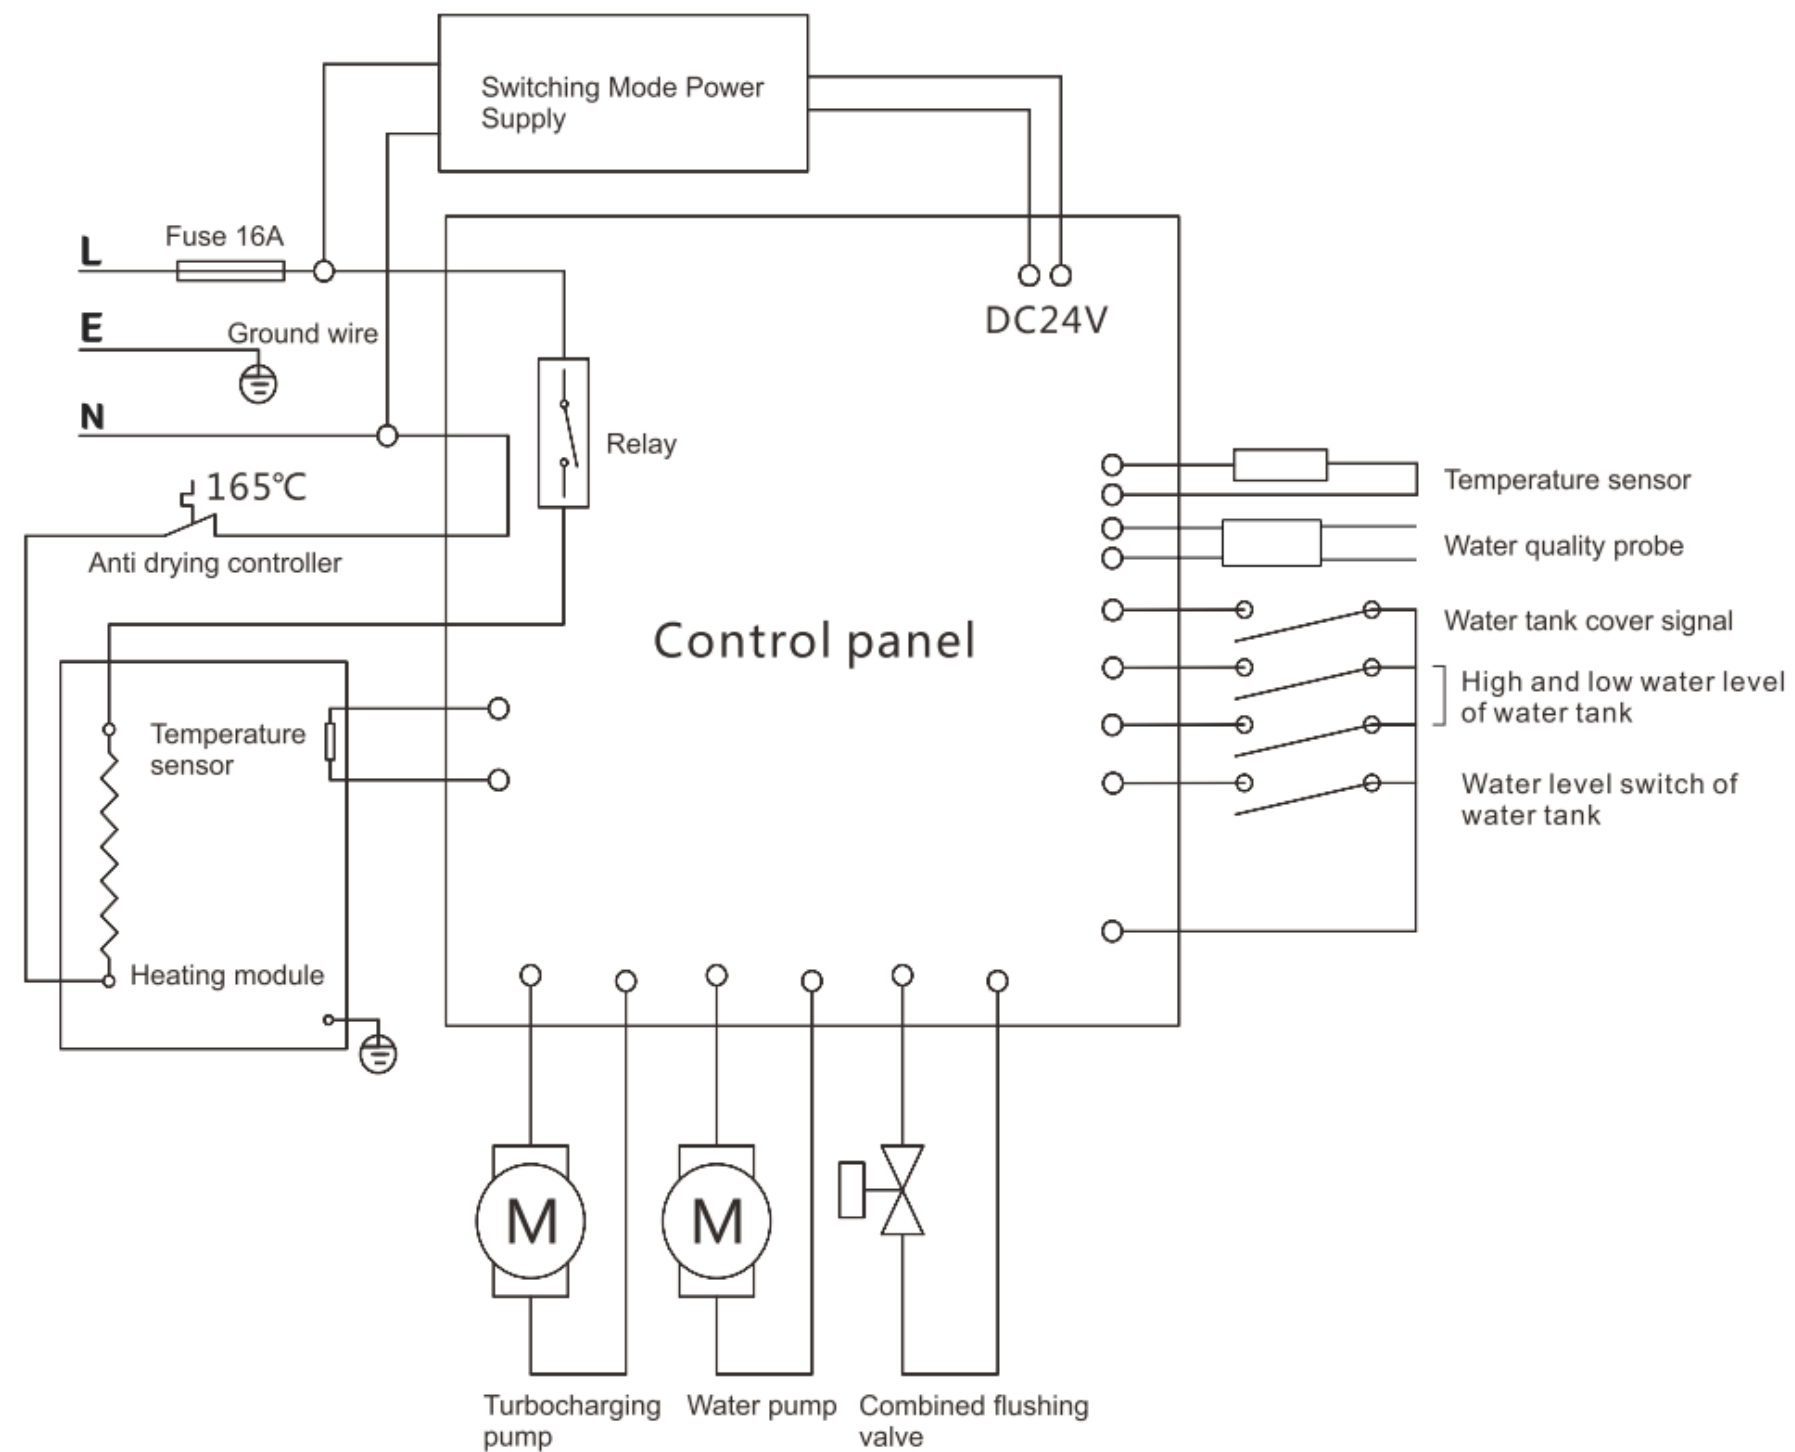 Switching Mode Power
Supply
Fuse 16A
L
E
Ground wire
N
DC24V
Relay
165℃
Anti drying controller
Temperature sensor
Water quality probe
Water tank cover signal
High and low water level
of water tank
Water level switch of
water tank
Control panel
Temperature
sensor
Heating module
M
M
Turbocharging
pump
Water pump
Combined flushing
valve